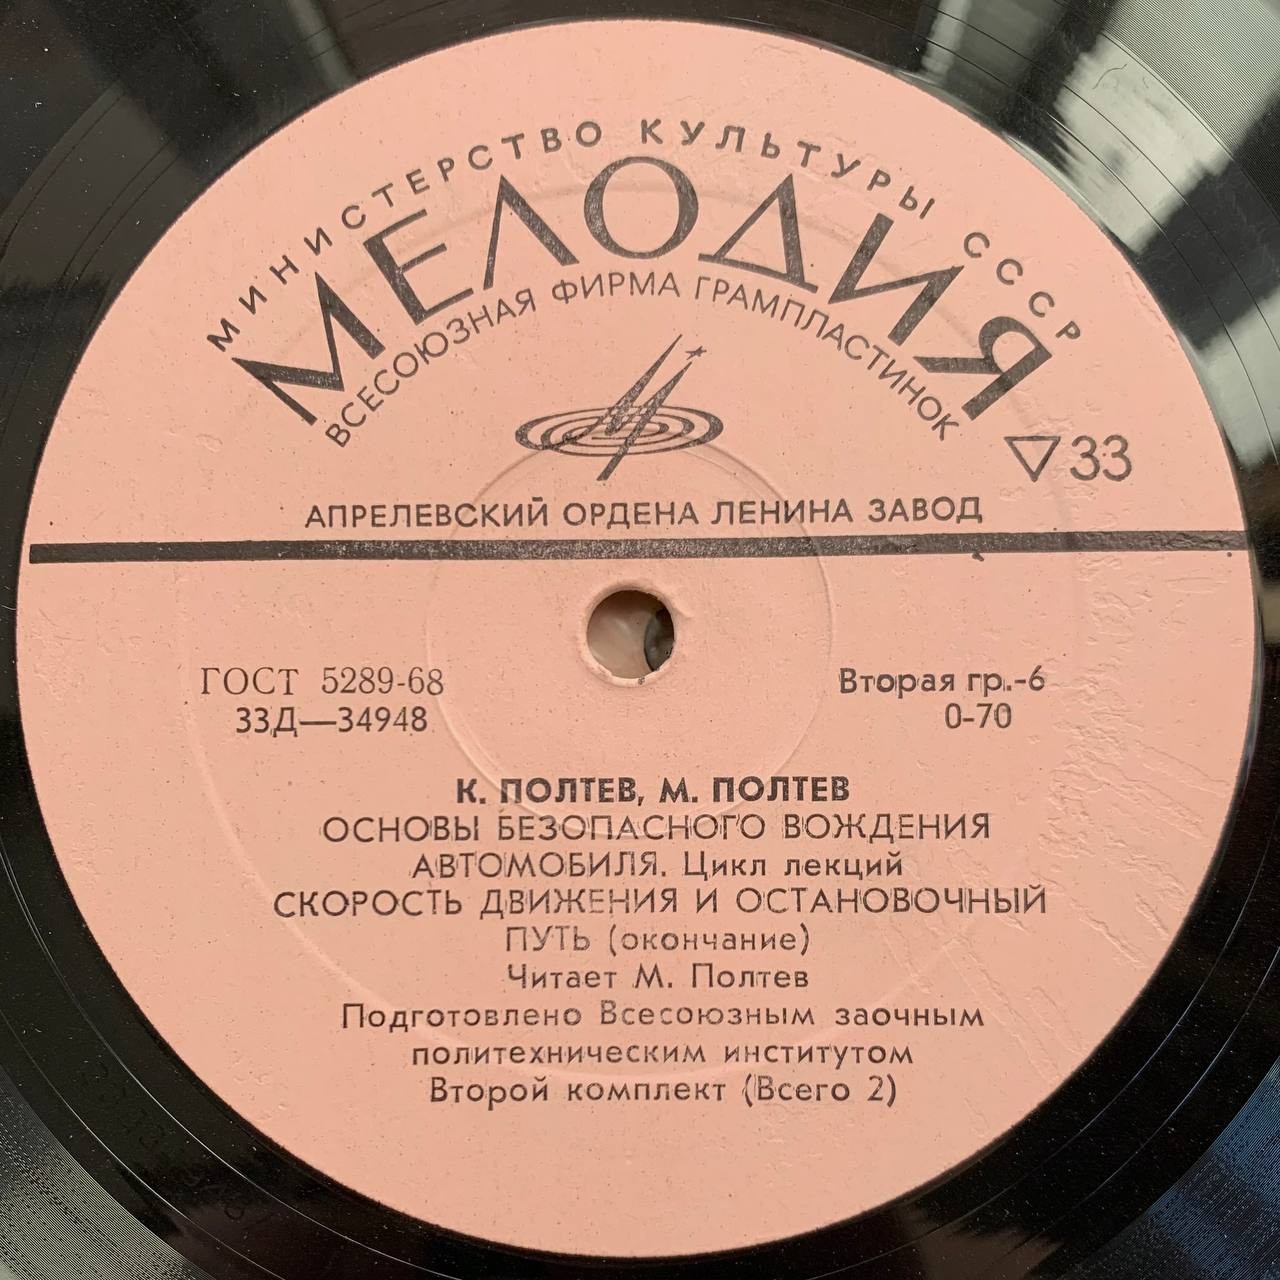 МИНИСТЕРСТВО КУЛЬТУРЫ СССР
МЕЛОДИЯ
ВСЕСОЮЗНАЯ ФИРМА ГРАМПЛАСТИНОК
33
АПРЕЛЕВСКИЙ ОРДЕНА ЛЕНИНА ЗАВОД
ГОСТ 5289-68
33Д—34948
Вторая гр.-6
0-70
К. ПОЛТЕВ, М. ПОЛТЕВ
ОСНОВЫ БЕЗОПАСНОГО ВОЖДЕНИЯ
АВТОМОБИЛЯ. Цикл лекций
СКОРОСТЬ ДВИЖЕНИЯ И ОСТАНОВОЧНЫЙ
ПУТЬ (окончание)
Читает М. Полтев
Подготовлено Всесоюзным заочным
политехническим институтом
Второй комплект (Всего 2)